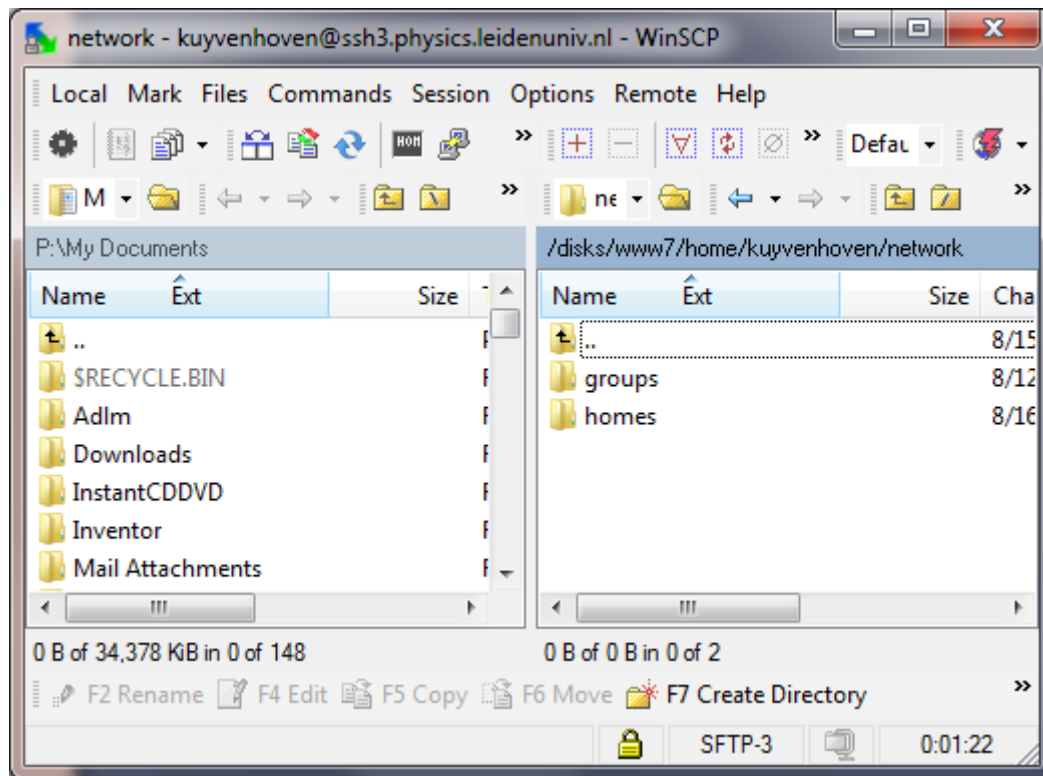 network - kuyvenhoven@ssh3.physics.leidenuniv.nl - WinSCP
Local Mark Files Commands Session Options Remote Help
HOM » » Defau
M » ne »
P:\My Documents /disks/www7/home/kuyvenhoven/network
Name Ext Size Name Ext Size Cha
.. .. 8/15
$RECYCLE.BIN groups 8/12
Adlm homes 8/16
Downloads
InstantCDDVD
Inventor
Mail Attachments
0 B of 34,378 KiB in 0 of 148 0 B of 0 B in 0 of 2
F2 Rename F4 Edit F5 Copy F6 Move F7 Create Directory »
SFTP-3 0:01:22